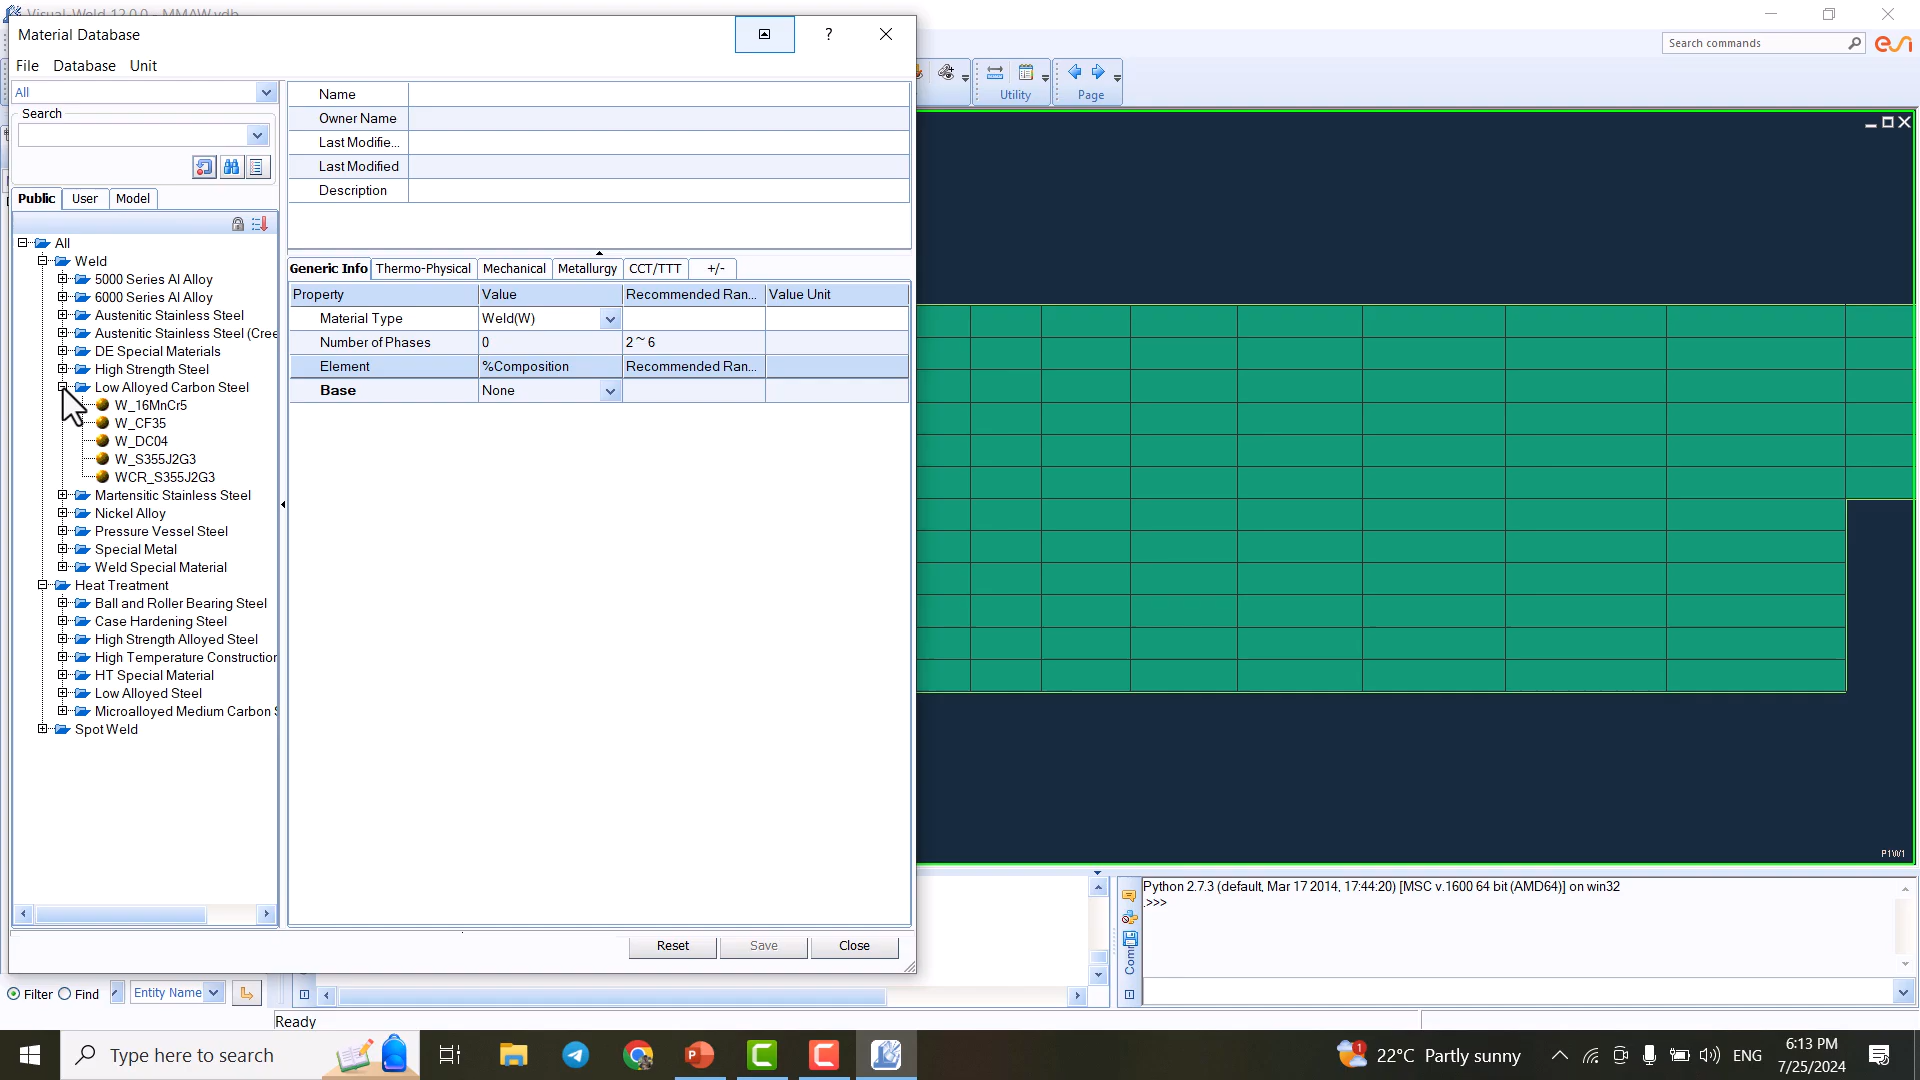 Visual-Weld 12.0.0 - MMAW.vdb
Material Database
?
File Database Unit
Search commands
esi
All
Search
Utility
Page
Name
Owner Name
Last Modifie...
Last Modified
Description
Public User Model
All
Weld
5000 Series Al Alloy
6000 Series Al Alloy
Austenitic Stainless Steel
Austenitic Stainless Steel (Cree
DE Special Materials
High Strength Steel
Low Alloyed Carbon Steel
W_16MnCr5
W_CF35
W_DC04
W_S355J2G3
WCR_S355J2G3
Martensitic Stainless Steel
Nickel Alloy
Pressure Vessel Steel
Special Metal
Weld Special Material
Heat Treatment
Ball and Roller Bearing Steel
Case Hardening Steel
High Strength Alloyed Steel
High Temperature Construction
HT Special Material
Low Alloyed Steel
Microalloyed Medium Carbon S
Spot Weld
Generic Info Thermo-Physical Mechanical Metallurgy CCT/TTT +/-
Property Value Recommended Ran... Value Unit
Material Type Weld(W)
Number of Phases 0 2 ~ 6
Element %Composition Recommended Ran...
Base None
Reset Save Close
P1W1
Python 2.7.3 (default, Mar 17 2014, 17:44:20) [MSC v.1600 64 bit (AMD64)] on win32
.>>>
Filter Find Entity Name
Ready
Type here to search
1
22°C Partly sunny
ENG
6:13 PM
7/25/2024